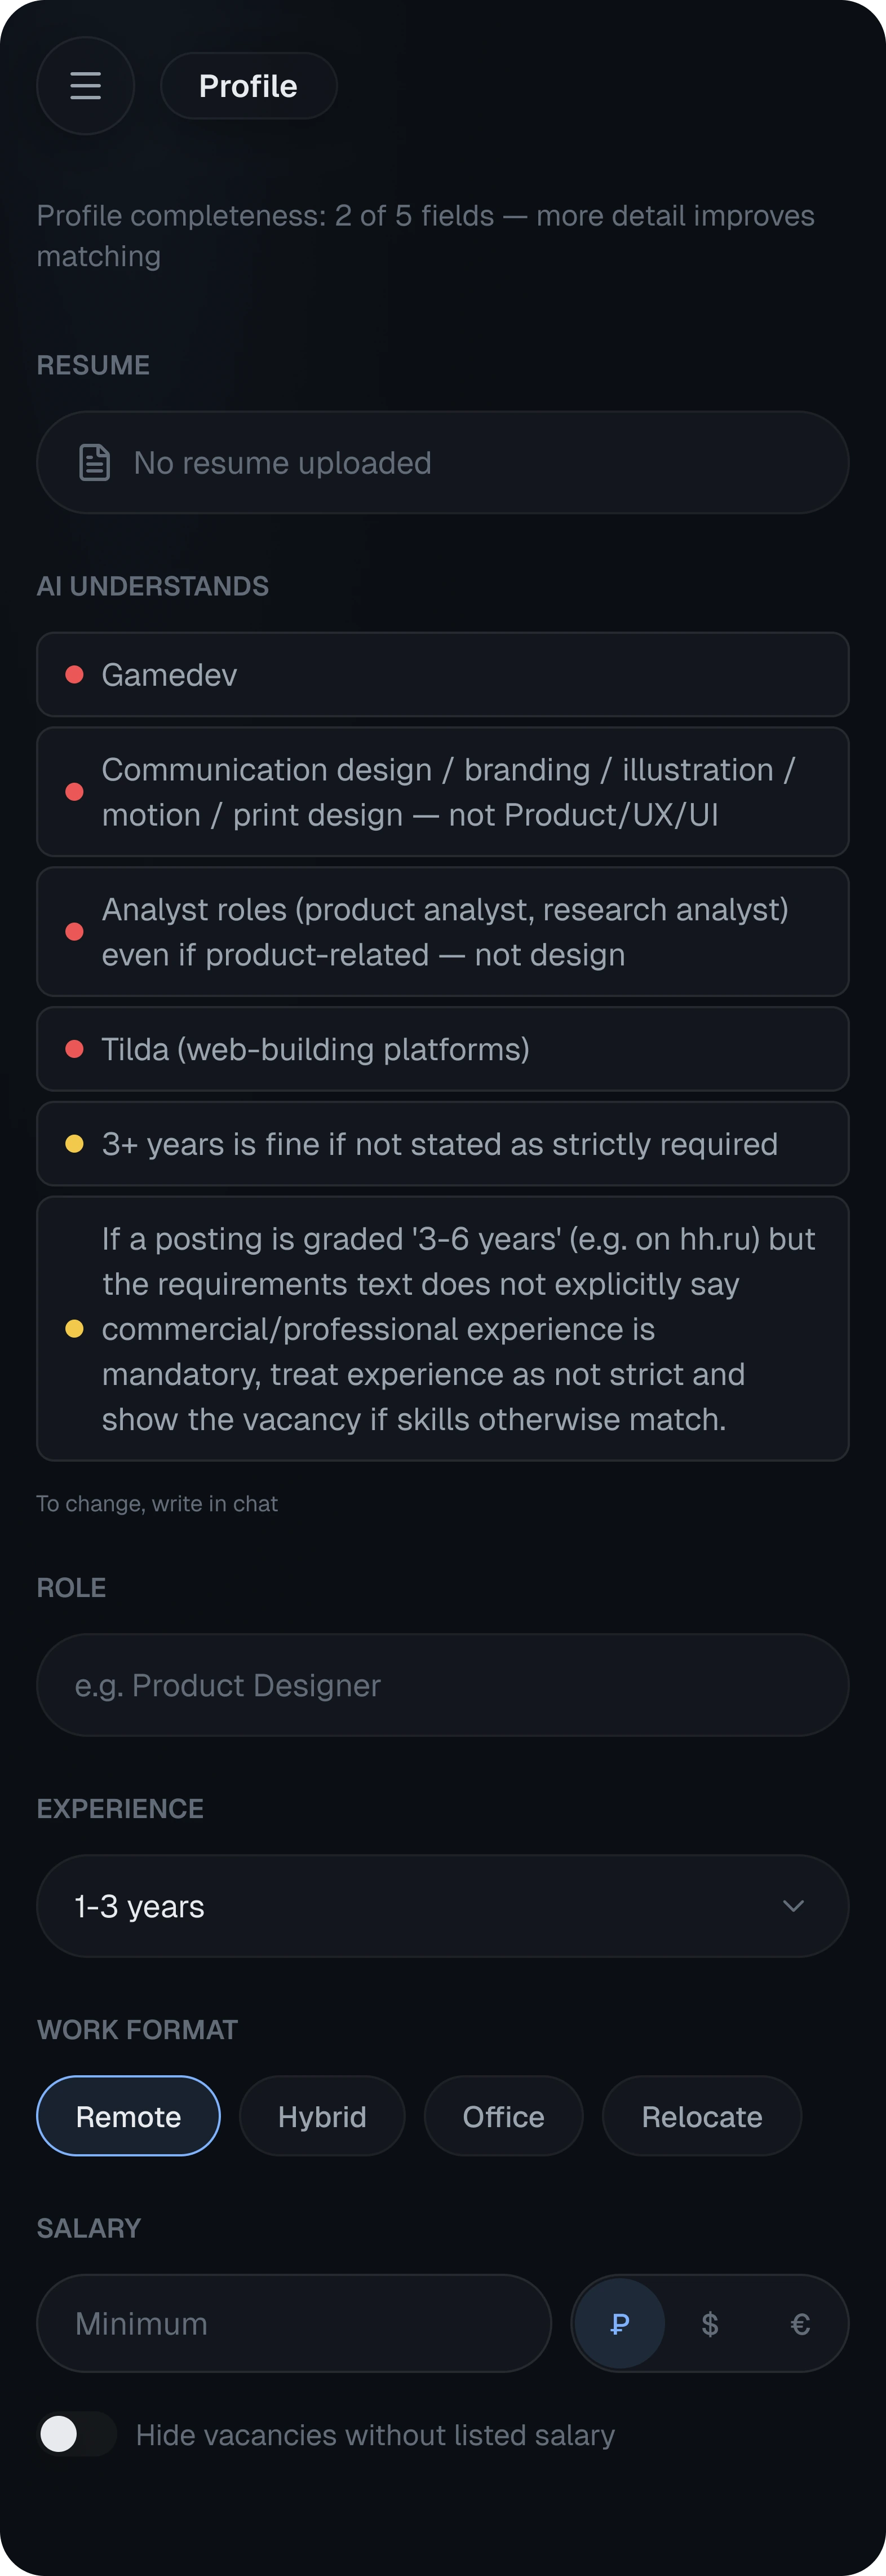 Profile
Profile completeness: 2 of 5 fields — more detail improves
matching
RESUME
No resume uploaded
AI UNDERSTANDS
Gamedev
Communication design / branding / illustration /
motion / print design — not Product/UX/UI
Analyst roles (product analyst, research analyst)
even if product-related — not design
Tilda (web-building platforms)
3+ years is fine if not stated as strictly required
If a posting is graded '3-6 years' (e.g. on hh.ru) but
the requirements text does not explicitly say
commercial/professional experience is
mandatory, treat experience as not strict and
show the vacancy if skills otherwise match.
To change, write in chat
ROLE
e.g. Product Designer
EXPERIENCE
1-3 years
WORK FORMAT
Remote Hybrid Office Relocate
SALARY
Minimum ₽ $ €
Hide vacancies without listed salary